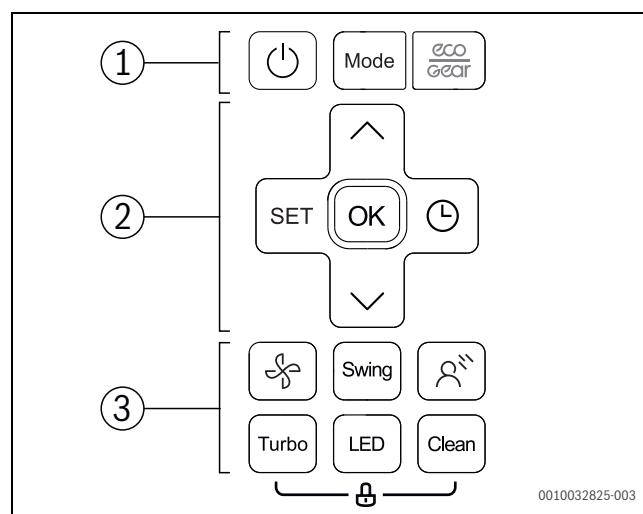 1
Mode
eco
Gear
2
SET
OK
3
Swing
Turbo
LED
Clean
0010032825-003